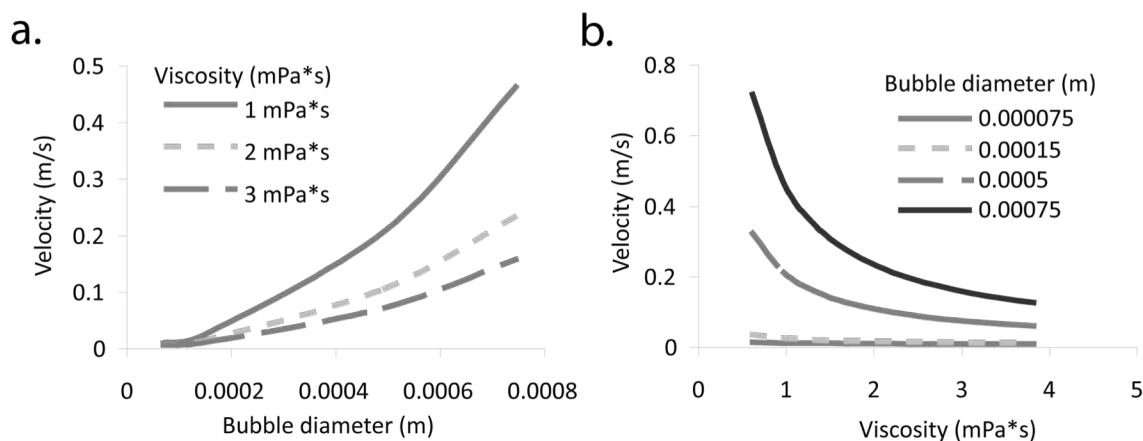 a.
Velocity (m/s)
0.5
0.4
0.3
0.2
0.1
0
Viscosity (mPa*s)
1 mPa*s
2 mPa*s
3 mPa*s
0 0.0002 0.0004 0.0006 0.0008
Bubble diameter (m)
b.
Velocity (m/s)
0.8
0.6
0.4
0.2
0
Bubble diameter (m)
0.000075
0.00015
0.0005
0.00075
0 1 2 3 4 5
Viscosity (mPa*s)